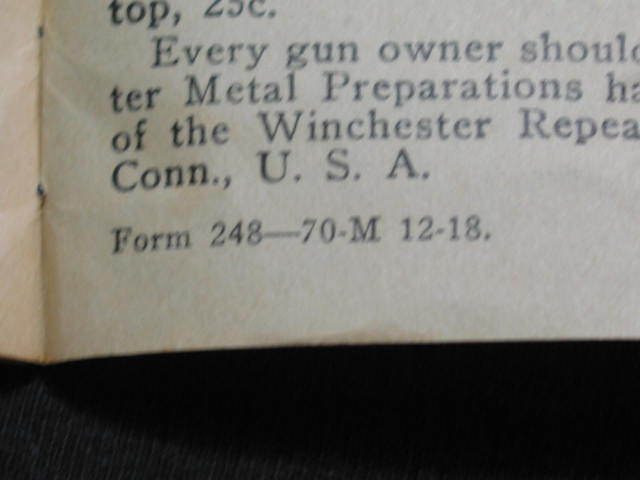 top, 25c.
Every gun owner should
ter Metal Preparations ha
of the Winchester Repea
Conn., U. S. A.
Form 248—70-M 12-18.